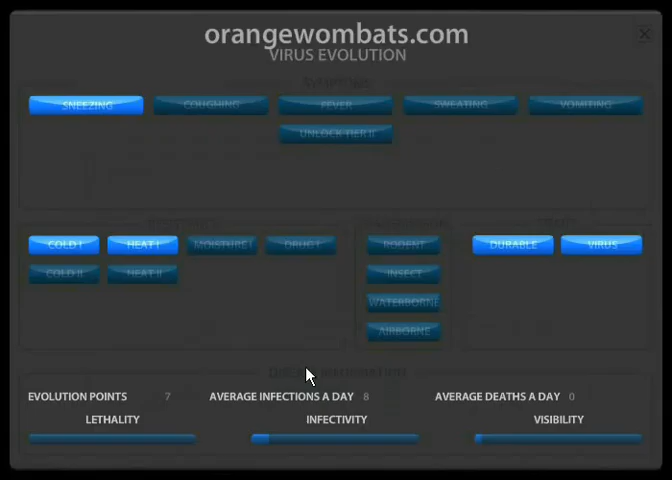 orangewombats.com
VIRUS EVOLUTION
SYMPTOMS
SNEEZING COUGHING FEVER SWEATING VOMITING
UNLOCK TIER II
COLD I HEAT I MOISTURE I DRUG I RODENT DURABLE VIRUS
COLD II HEAT II INSECT
WATERBORNE
AIRBORNE
EVOLUTION POINTS 7 AVERAGE INFECTIONS A DAY 8 AVERAGE DEATHS A DAY 0
LETHALITY INFECTIVITY VISIBILITY